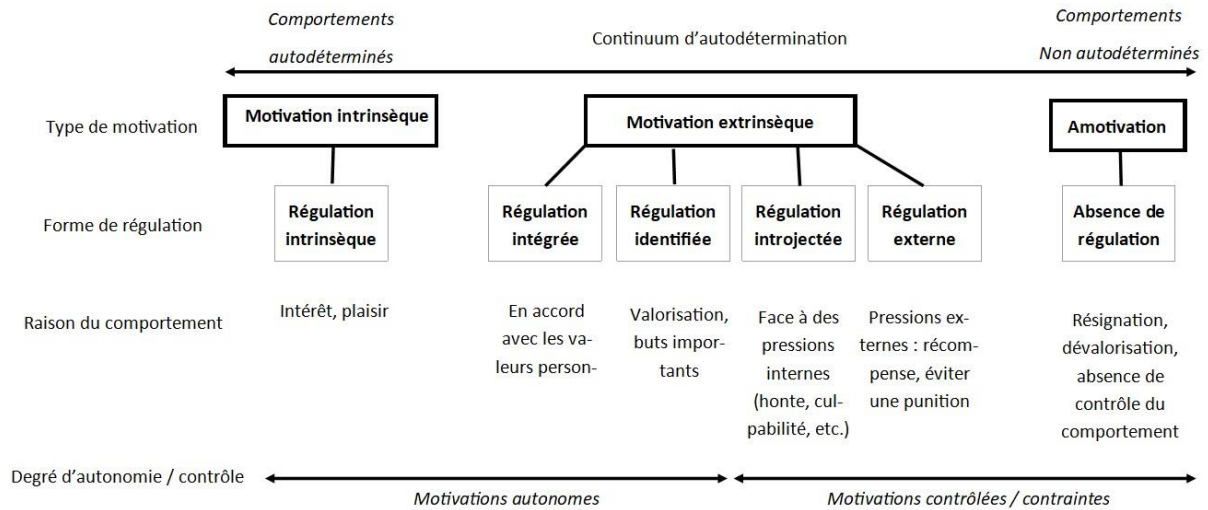 Comportements
autodéterminés
Continuum d'autodétermination
Comportements
Non autodéterminés
Type de motivation
Motivation intrinsèque
Motivation extrinsèque
Amotivation
Forme de régulation
Régulation
intrinsèque
Régulation
intégrée
Régulation
identifiée
Régulation
introjectée
Régulation
externe
Absence de
régulation
Raison du comportement
Intérêt, plaisir
En accord
avec les va-
leurs person-
Valorisation,
buts impor-
tants
Face à des
pressions
internes
(honte, cul-
pabilité, etc.)
Pressions ex-
ternes : récom-
pense, éviter
une punition
Résignation,
dévalorisation,
absence de
contrôle du
comportement
Degré d'autonomie / contrôle
Motivations autonomes
Motivations contrôlées / contraintes